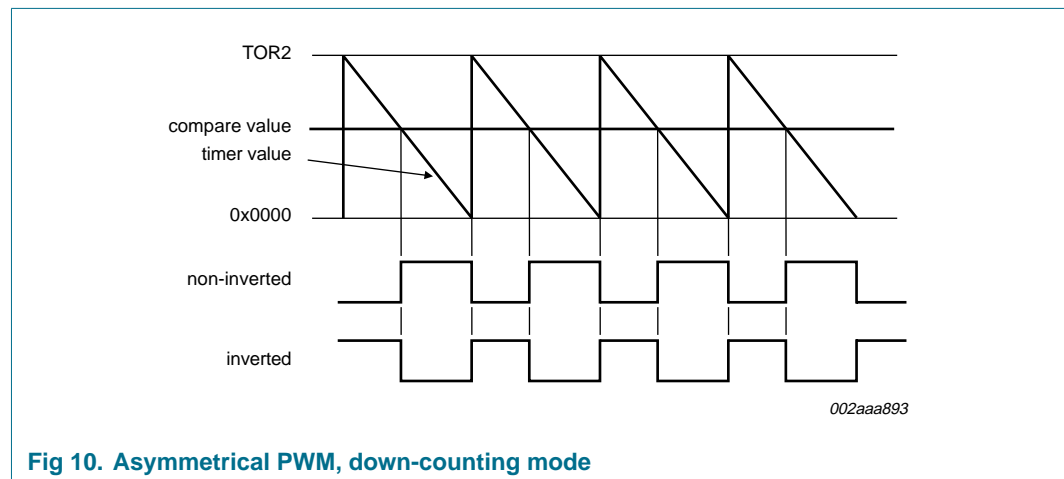 TOR2
compare value
timer value
0x0000
non-inverted
inverted
002aaa893
Fig 10. Asymmetrical PWM, down-counting mode